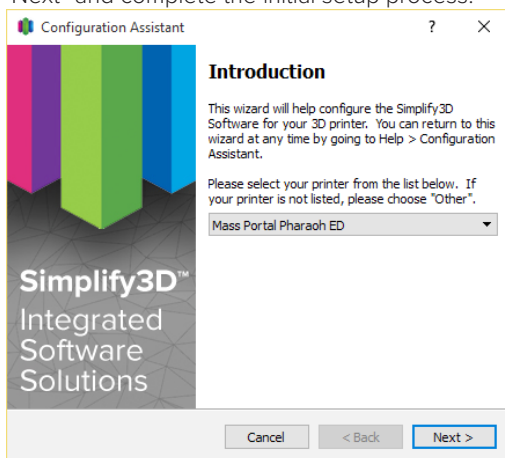 "Next" and complete the initial setup process.
Configuration Assistant
?
Introduction
This wizard will help configure the Simplify3D
Software for your 3D printer. You can return to this
wizard at any time by going to Help > Configuration
Assistant.
Please select your printer from the list below. If
your printer is not listed, please choose "Other".
Mass Portal Pharaoh ED
Simplify3D™
Integrated
Software
Solutions
Cancel
< Back
Next >